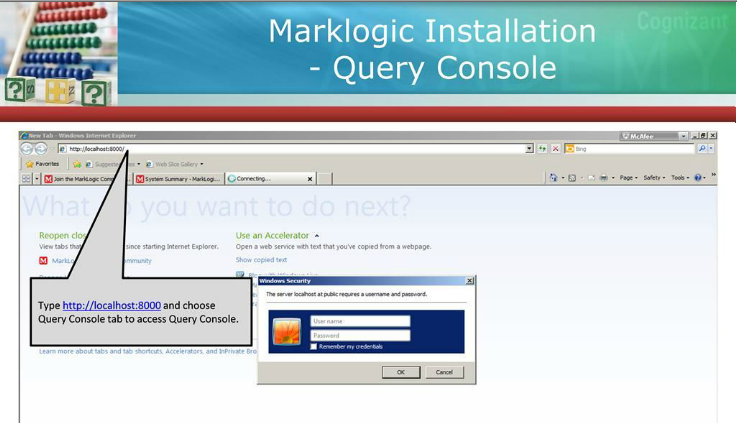 Cognizant
Marklogic Installation
- Query Console
New Tab - Windows Internet Explorer
McAfee
http://localhost:8000/
Bing
Favorites
Suggested
Web Slice Gallery
Join the MarkLogic Com...
System Summary - MarkLogi...
Connecting...
Page
Safety
Tools
What do you want to do next?
Reopen clos
Use an Accelerator
View tabs that
since starting Internet Explorer.
Open a web service with text that you've copied from a webpage.
MarkLo
mmunity
Show copied text
Windows Security
The server localhost at public requires a username and password.
Type http://localhost:8000 and choose
Query Console tab to access Query Console.
User name
Password
Remember my credentials
OK
Cancel
Learn more about tabs and tab shortcuts, Accelerators, and InPrivate Bro